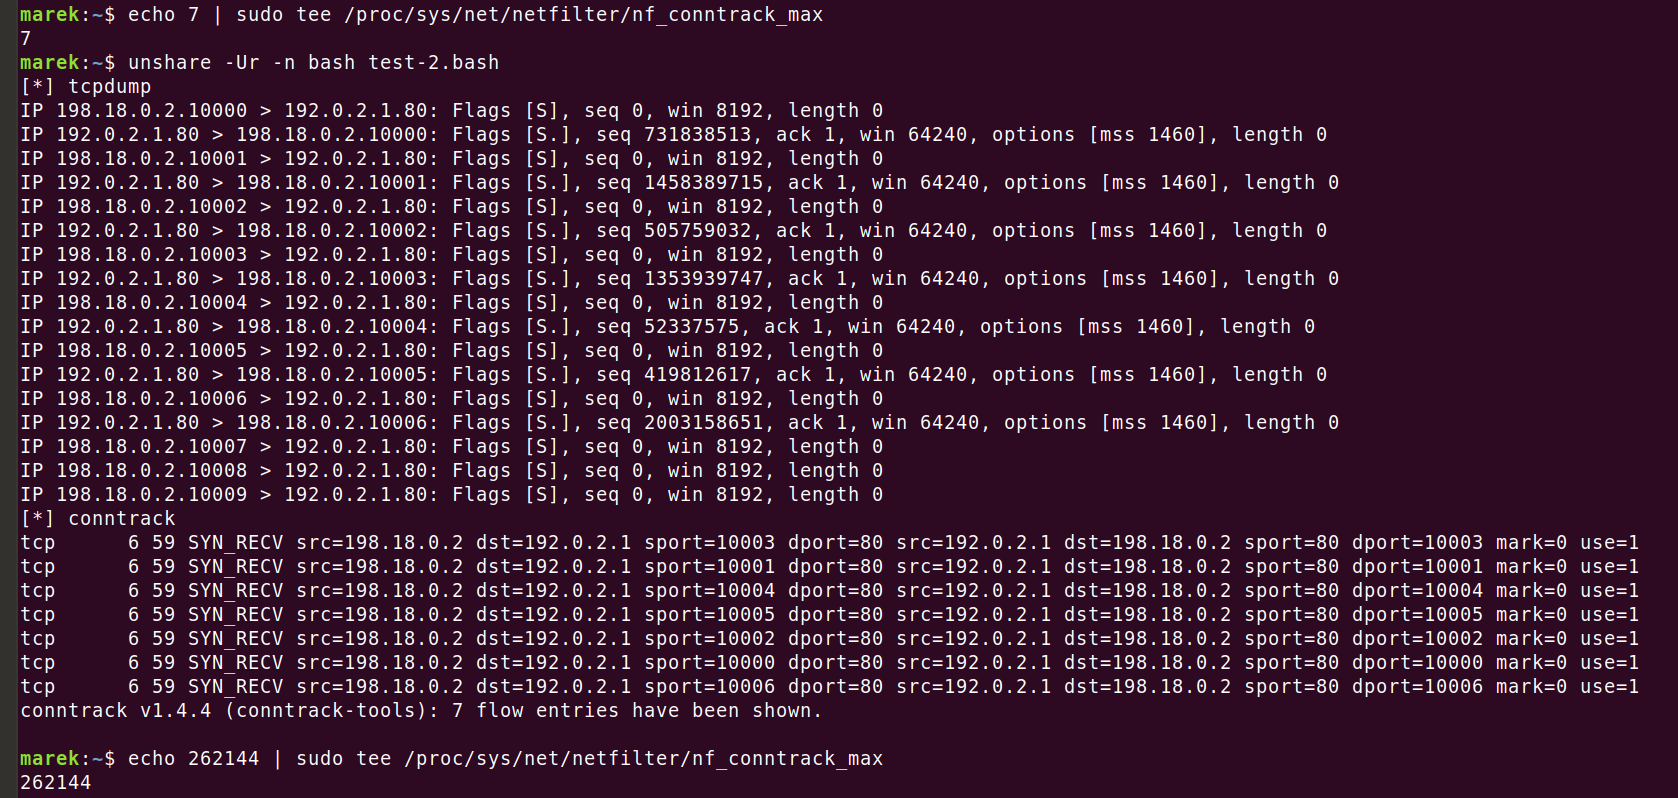 marek:~$ echo 7 | sudo tee /proc/sys/net/netfilter/nf_conntrack_max
7
marek:~$ unshare -Ur -n bash test-2.bash
[*] tcpdump
IP 198.18.0.2.10000 > 192.0.2.1.80: Flags [S], seq 0, win 8192, length 0
IP 192.0.2.1.80 > 198.18.0.2.10000: Flags [S.], seq 731838513, ack 1, win 64240, options [mss 1460], length 0
IP 198.18.0.2.10001 > 192.0.2.1.80: Flags [S], seq 0, win 8192, length 0
IP 192.0.2.1.80 > 198.18.0.2.10001: Flags [S.], seq 1458389715, ack 1, win 64240, options [mss 1460], length 0
IP 198.18.0.2.10002 > 192.0.2.1.80: Flags [S], seq 0, win 8192, length 0
IP 192.0.2.1.80 > 198.18.0.2.10002: Flags [S.], seq 505759032, ack 1, win 64240, options [mss 1460], length 0
IP 198.18.0.2.10003 > 192.0.2.1.80: Flags [S], seq 0, win 8192, length 0
IP 192.0.2.1.80 > 198.18.0.2.10003: Flags [S.], seq 1353939747, ack 1, win 64240, options [mss 1460], length 0
IP 198.18.0.2.10004 > 192.0.2.1.80: Flags [S], seq 0, win 8192, length 0
IP 192.0.2.1.80 > 198.18.0.2.10004: Flags [S.], seq 52337575, ack 1, win 64240, options [mss 1460], length 0
IP 198.18.0.2.10005 > 192.0.2.1.80: Flags [S], seq 0, win 8192, length 0
IP 192.0.2.1.80 > 198.18.0.2.10005: Flags [S.], seq 419812617, ack 1, win 64240, options [mss 1460], length 0
IP 198.18.0.2.10006 > 192.0.2.1.80: Flags [S], seq 0, win 8192, length 0
IP 192.0.2.1.80 > 198.18.0.2.10006: Flags [S.], seq 2003158651, ack 1, win 64240, options [mss 1460], length 0
IP 198.18.0.2.10007 > 192.0.2.1.80: Flags [S], seq 0, win 8192, length 0
IP 198.18.0.2.10008 > 192.0.2.1.80: Flags [S], seq 0, win 8192, length 0
IP 198.18.0.2.10009 > 192.0.2.1.80: Flags [S], seq 0, win 8192, length 0
[*] conntrack
tcp      6 59 SYN_RECV src=198.18.0.2 dst=192.0.2.1 sport=10003 dport=80 src=192.0.2.1 dst=198.18.0.2 sport=80 dport=10003 mark=0 use=1
tcp      6 59 SYN_RECV src=198.18.0.2 dst=192.0.2.1 sport=10001 dport=80 src=192.0.2.1 dst=198.18.0.2 sport=80 dport=10001 mark=0 use=1
tcp      6 59 SYN_RECV src=198.18.0.2 dst=192.0.2.1 sport=10004 dport=80 src=192.0.2.1 dst=198.18.0.2 sport=80 dport=10004 mark=0 use=1
tcp      6 59 SYN_RECV src=198.18.0.2 dst=192.0.2.1 sport=10005 dport=80 src=192.0.2.1 dst=198.18.0.2 sport=80 dport=10005 mark=0 use=1
tcp      6 59 SYN_RECV src=198.18.0.2 dst=192.0.2.1 sport=10002 dport=80 src=192.0.2.1 dst=198.18.0.2 sport=80 dport=10002 mark=0 use=1
tcp      6 59 SYN_RECV src=198.18.0.2 dst=192.0.2.1 sport=10000 dport=80 src=192.0.2.1 dst=198.18.0.2 sport=80 dport=10000 mark=0 use=1
tcp      6 59 SYN_RECV src=198.18.0.2 dst=192.0.2.1 sport=10006 dport=80 src=192.0.2.1 dst=198.18.0.2 sport=80 dport=10006 mark=0 use=1
conntrack v1.4.4 (conntrack-tools): 7 flow entries have been shown.
marek:~$ echo 262144 | sudo tee /proc/sys/net/netfilter/nf_conntrack_max
262144